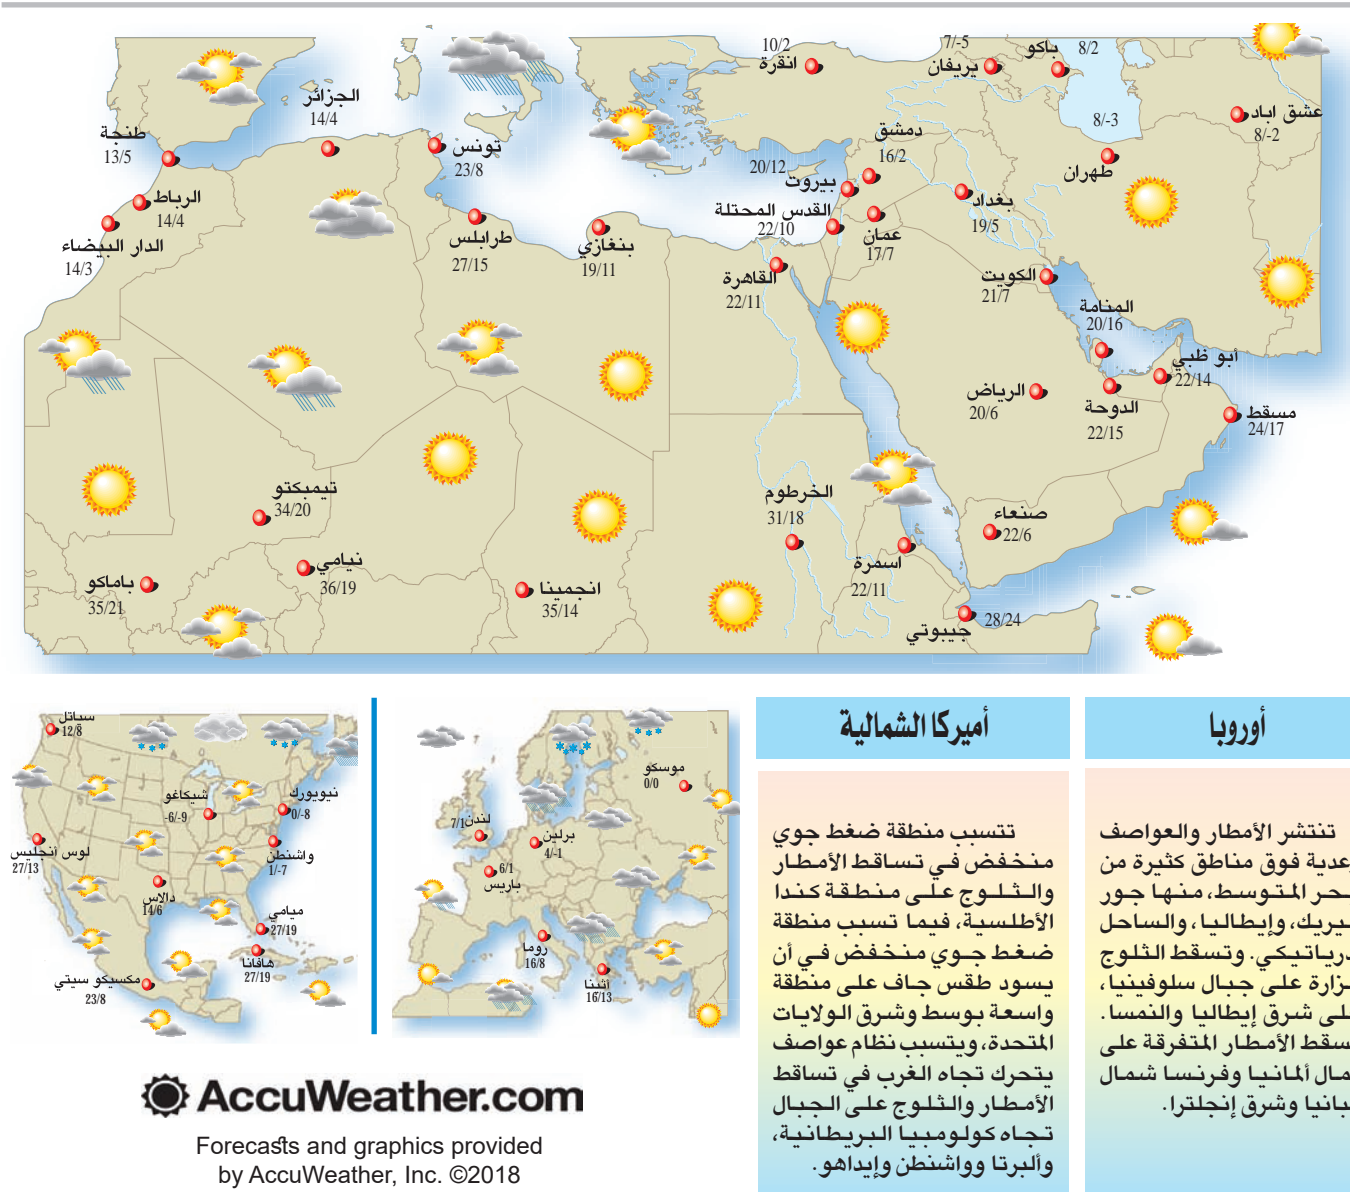 10/2
انقرة
7/-5
يريفان
باكو
8/2
8/-3
طهران
عشق اباد
8/-2
الجزائر
14/4
طنجة
13/5
تونس
23/8
دمشق
16/2
20/12
بيروت
بغداد
19/5
الرباط
14/4
الدار البيضاء
14/3
طرابلس
27/15
بنغازي
19/11
القدس المحتلة
22/10
عمان
17/7
القاهرة
22/11
الكويت
21/7
المنامة
20/16
أبو ظبي
22/14
الرياض
20/6
الدوحة
22/15
مسقط
24/17
تيمبكتو
34/20
الخرطوم
31/18
صنعاء
22/6
نيامي
36/19
باماكو
35/21
انجمينا
35/14
اسمرة
22/11
28/24
جيبوتي
سياتل
12/8
شيكاغو
-6/-9
نيويورك
0/-8
لوس انجليس
27/13
واشنطن
1/-7
دالاس
14/6
ميامي
27/19
هافانا
27/19
مكسيكو سيتي
23/8
موسكو
0/0
لندن
7/1
برلين
4/-1
6/1
باريس
روما
16/8
أثينا
16/13
أميركا الشمالية
تتسبب منطقة ضغط جوي
منخفض في تساقط الأمطار
والثلوج على منطقة كندا
الأطلسية، فيما تسبب منطقة
ضغط جوي منخفض في أن
يسود طقس جاف على منطقة
واسعة بوسط وشرق الولايات
المتحدة، ويتسبب نظام عواصف
يتحرك تجاه الغرب في تساقط
الأمطار والثلوج على الجبال
تجاه كولومبيا البريطانية،
وألبرتا وواشنطن وإيداهو.
أوروبا
تنتشر الأمطار والعواصف
فوق مناطق كثيرة من
المتوسط، منها جور
وإيطاليا، والساحل
وتسقط الثلوج
على جبال سلوفينيا،
شرق إيطاليا والنمسا.
الأمطار المتفرقة على
ألمانيا وفرنسا شمال
وشرق إنجلترا.
AccuWeather.com
Forecasts and graphics provided
by AccuWeather, Inc. ©2018